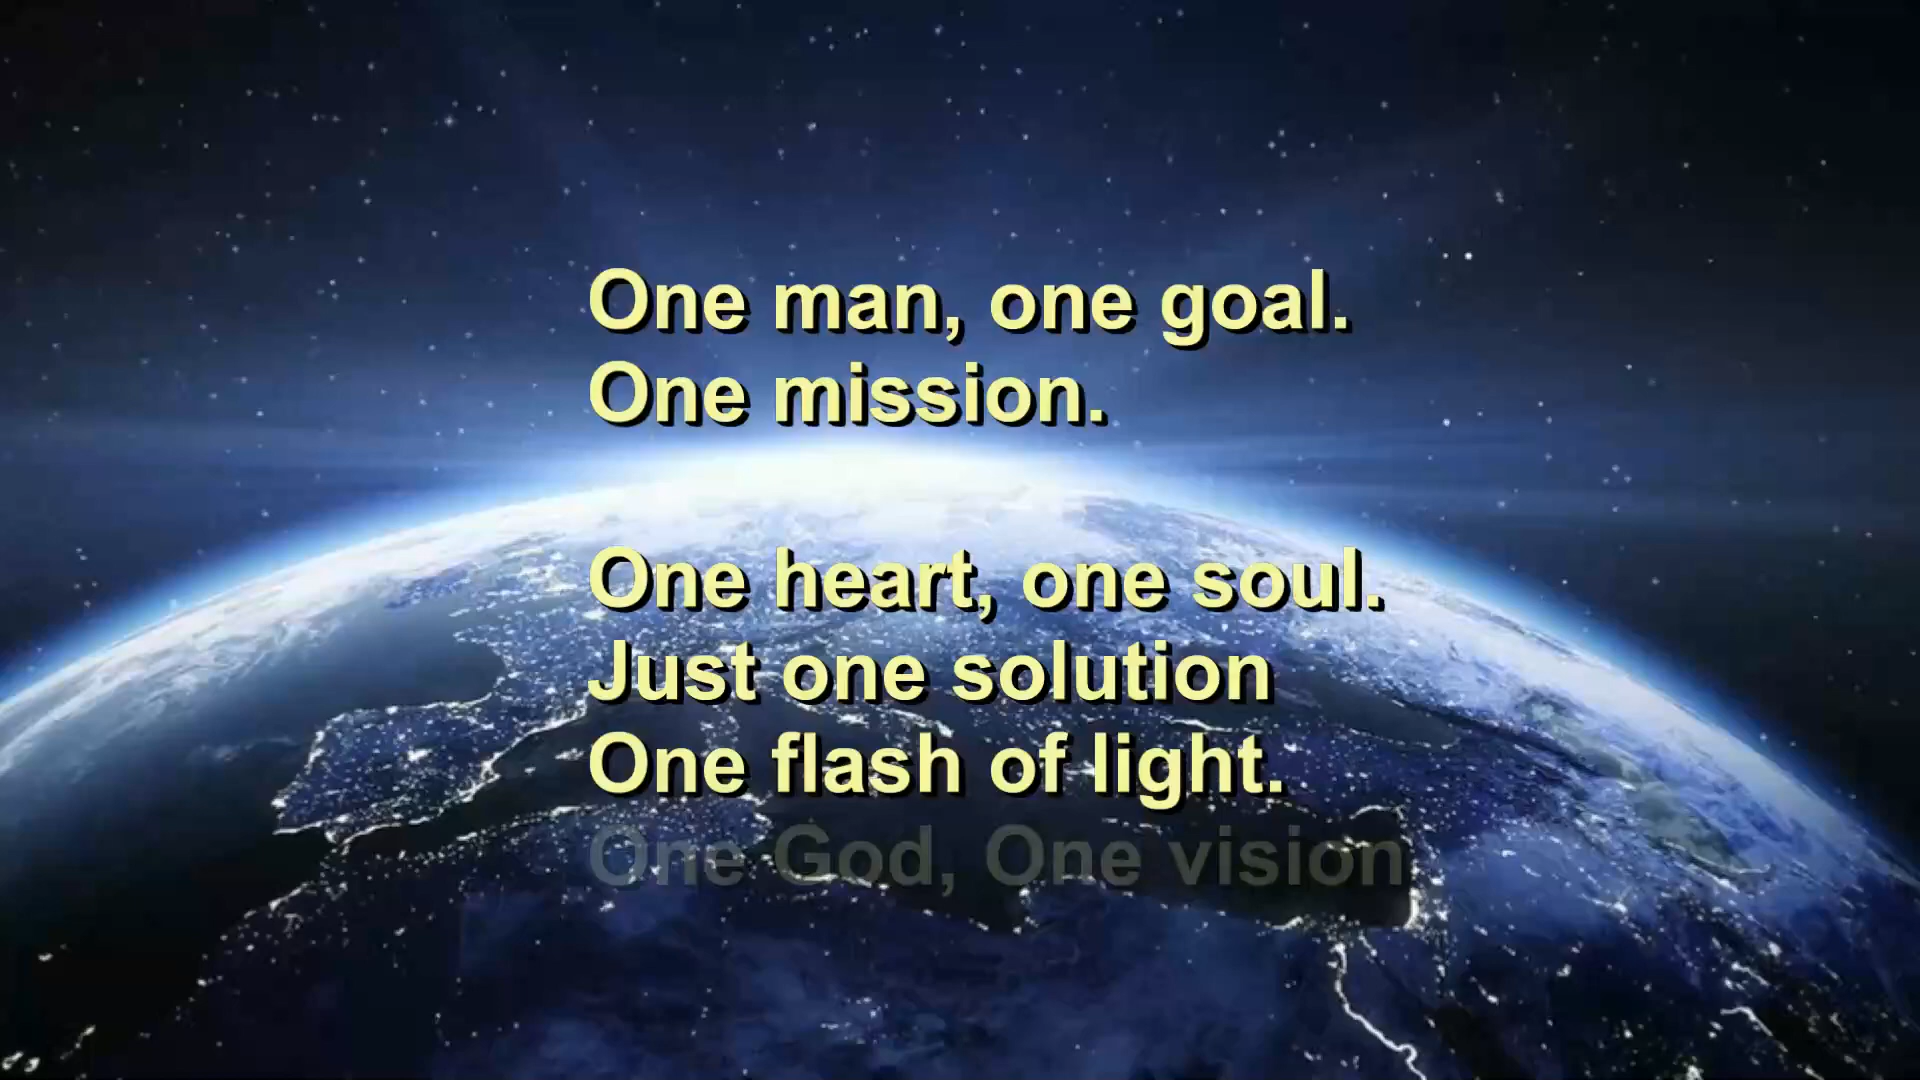 One man, one goal.
One mission.
One heart, one soul.
Just one solution
One flash of light.
One God, One vision